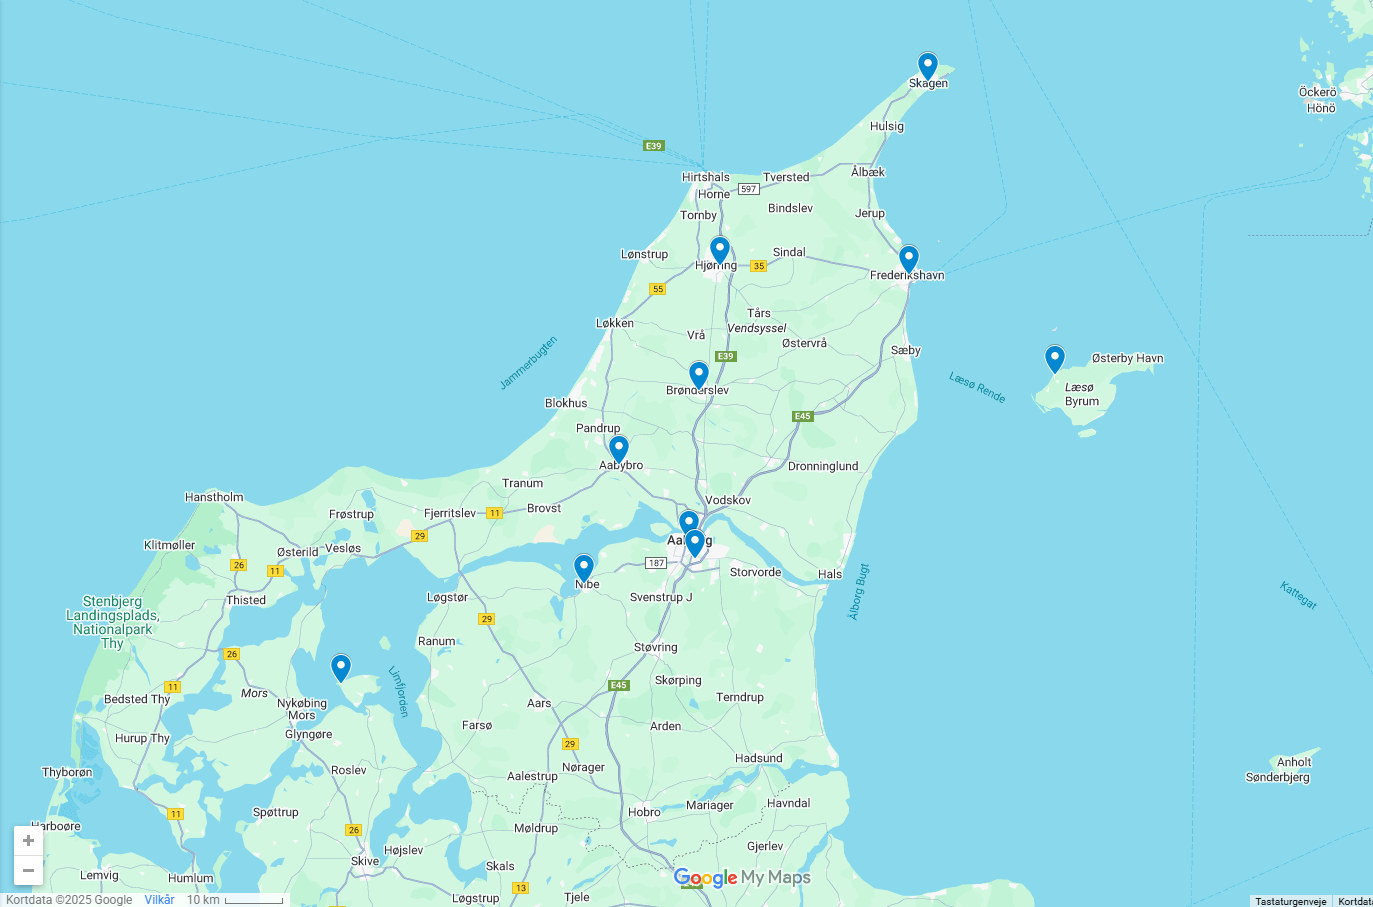 Skagen
Öckerö
Hönö
Hulsig
E39
Hirtshals
Tversted
Ålbæk
597
Horne
Bindslev
Jerup
Tornby
Lønstrup
Sindal
Hjørring
35
Frederikshavn
55
Tårs
Løkken
Vendsyssel
Vrå
Østervrå
Sæby
E39
Østerby Havn
Jammerbugten
Læsø Rende
Læsø
Byrum
Brønderslev
Blokhus
E45
Pandrup
Aabybro
Dronninglund
Tranum
Hanstholm
Vodskov
Brovst
Frøstrup
Fjerritslev
11
29
Klitmøller
Østerild
Vesløs
Aalborg
26
11
187
Storvorde
Hals
Nibe
Ålborg Bugt
Kattegat
Thisted
Løgstør
Svenstrup J
Stenbjerg
Landingsplads,
Nationalpark
Thy
29
Ranum
Støvring
26
Limfjorden
Skørping
E45
11
Mors
Bedsted Thy
Nykøbing
Mors
Terndrup
Aars
Farsø
Arden
Glyngøre
Hurup Thy
29
Hadsund
Anholt
Sønderbjerg
Thyborøn
Roslev
Nørager
Aalestrup
Mariager
Havndal
Hobro
11
Spøttrup
Harboøre
26
Møldrup
Gjerlev
Højslev
Skive
Skals
Lemvig
Humlum
13
Løgstrup
Tjele
+
−
Google My Maps
Kortdata ©2025 Google
Vilkår
10 km
Tastaturgenveje
Kortdata